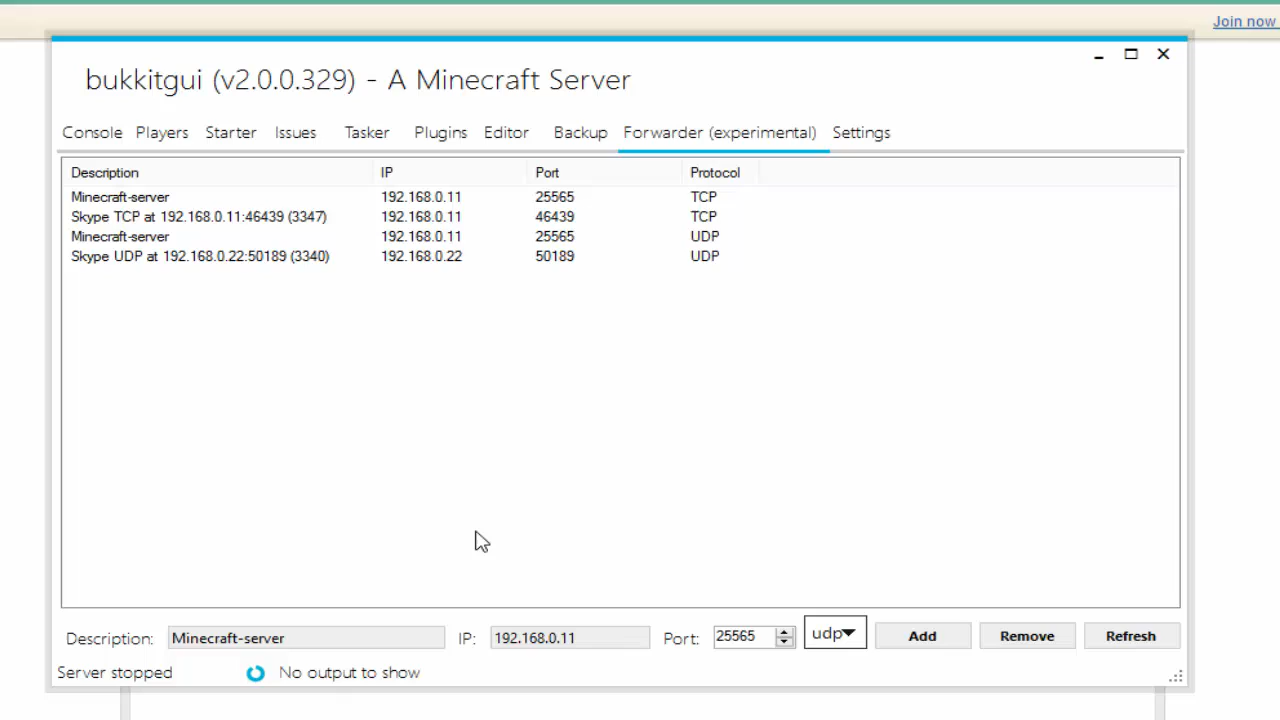 Join now
bukkitgui (v2.0.0.329) - A Minecraft Server
Console Players Starter Issues Tasker Plugins Editor Backup Forwarder (experimental) Settings
Description IP Port Protocol
Minecraft-server 192.168.0.11 25565 TCP
Skype TCP at 192.168.0.11:46439 (3347) 192.168.0.11 46439 TCP
Minecraft-server 192.168.0.11 25565 UDP
Skype UDP at 192.168.0.22:50189 (3340) 192.168.0.22 50189 UDP
Description: Minecraft-server IP: 192.168.0.11 Port: 25565 udp Add Remove Refresh
Server stopped No output to show